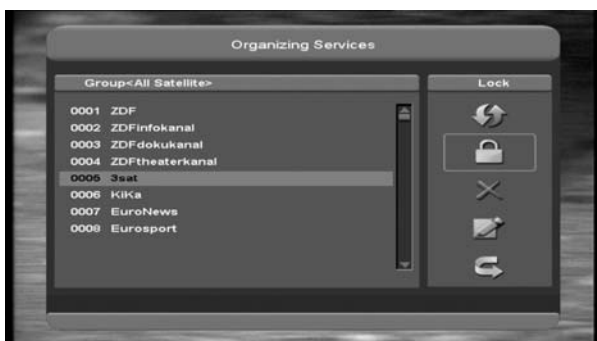 Organizing Services
Group<All Satellite>
Lock
0001 ZDF
0002 ZDFinfokanal
0003 ZDFdokukanal
0004 ZDFtheaterkanal
0005 3sat
0006 KiKa
0007 EuroNews
0008 Eurosport